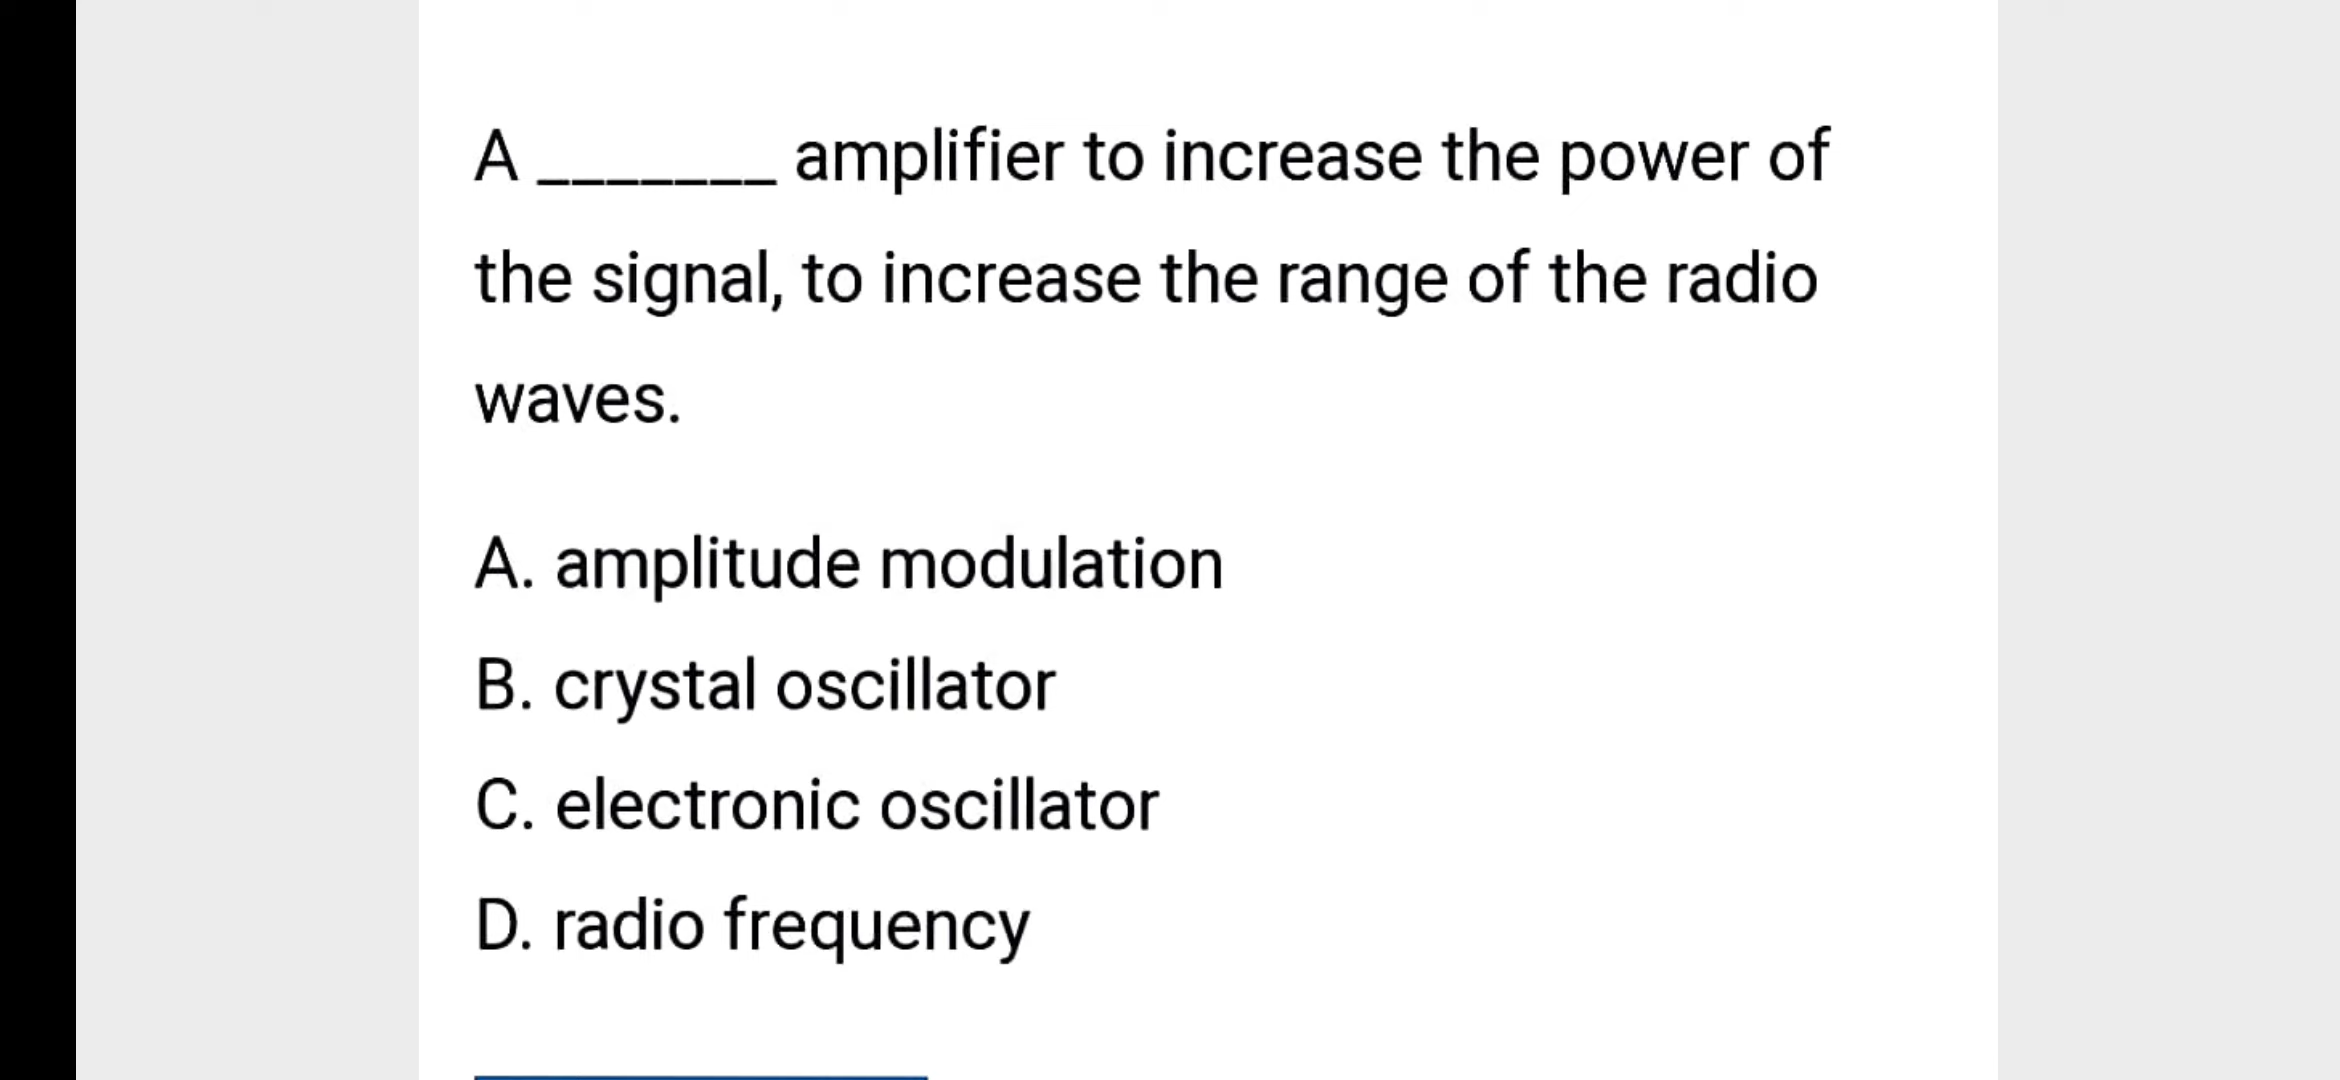 A _______ amplifier to increase the power of
the signal, to increase the range of the radio
waves.
A. amplitude modulation
B. crystal oscillator
C. electronic oscillator
D. radio frequency